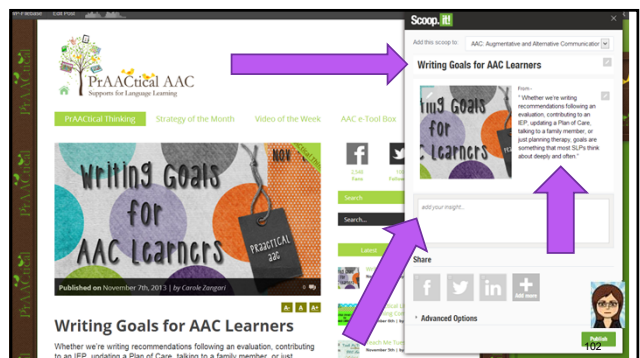 Edit Post
PrAACtical AAC
Supports for Language Learning
PrAACtical Thinking
Strategy of the Month
Video of the Week
AAC e-Tool Box
Writing Goals
for
AAC Learners
NOV
PRAACTICAL
aac
Published on November 7th, 2013 | by Carole Zangari
0
A- A A+
Writing Goals for AAC Learners
Whether we're writing recommendations following an evaluation, contributing
to an IEP, updating a Plan of Care, talking to a family member, or just
Fans
Search
Search...
Latest
Scoop.it!
Add this scoop to:
AAC: Augmentative and Alternative Communication
Writing Goals for AAC Learners
Goals
for
Learners
From -
" Whether we're writing
recommendations following an
evaluation, contributing to an
IEP, updating a Plan of Care,
talking to a family member, or
just planning therapy, goals are
something that most SLPs think
about deeply and often."
add your insight...
Share
f
in
Add more
Advanced Options
Publish
102